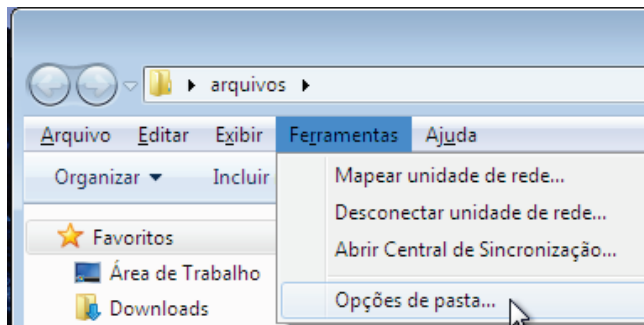 arquivos
Arquivo Editar Exibir Ferramentas Ajuda
Organizar Incluir
Mapear unidade de rede...
Desconectar unidade de rede...
Abrir Central de Sincronização...
Opções de pasta...
Favoritos
Área de Trabalho
Downloads